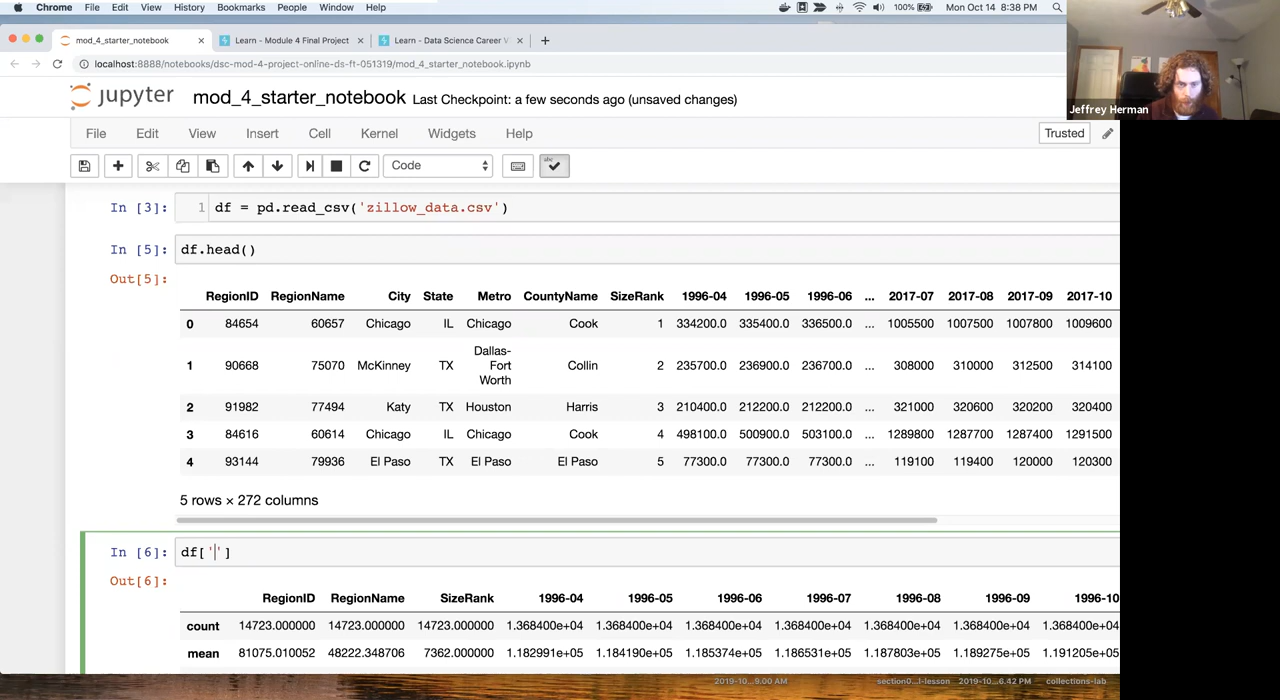 Chrome File Edit View History Bookmarks People Window Help 100% Mon Oct 14 8:38 PM
mod_4_starter_notebook × Learn - Module 4 Final Project × Learn - Data Science Career V × +
localhost:8888/notebooks/dsc-mod-4-project-online-ds-ft-051319/mod_4_starter_notebook.ipynb
jupyter mod_4_starter_notebook Last Checkpoint: a few seconds ago (unsaved changes)
Jeffrey Herman
File Edit View Insert Cell Kernel Widgets Help Trusted
Code
In [3]: 1 df = pd.read_csv('zillow_data.csv')
In [5]: df.head()
Out[5]:
RegionID RegionName City State Metro CountyName SizeRank 1996-04 1996-05 1996-06 ... 2017-07 2017-08 2017-09 2017-10
0 84654 60657 Chicago IL Chicago Cook 1 334200.0 335400.0 336500.0 ... 1005500 1007500 1007800 1009600
1 90668 75070 McKinney TX Dallas-Fort Worth Collin 2 235700.0 236900.0 236700.0 ... 308000 310000 312500 314100
2 91982 77494 Katy TX Houston Harris 3 210400.0 212200.0 212200.0 ... 321000 320600 320200 320400
3 84616 60614 Chicago IL Chicago Cook 4 498100.0 500900.0 503100.0 ... 1289800 1287700 1287400 1291500
4 93144 79936 El Paso TX El Paso El Paso 5 77300.0 77300.0 77300.0 ... 119100 119400 120000 120300
5 rows × 272 columns
In [6]: df['']
Out[6]:
RegionID RegionName SizeRank 1996-04 1996-05 1996-06 1996-07 1996-08 1996-09 1996-10
count 14723.000000 14723.000000 14723.000000 1.368400e+04 1.368400e+04 1.368400e+04 1.368400e+04 1.368400e+04 1.368400e+04 1.368400e+04
mean 81075.010052 48222.348706 7362.000000 1.182991e+05 1.184190e+05 1.185374e+05 1.186531e+05 1.187803e+05 1.189275e+05 1.191205e+05
2019-10...9.00 AM section0...l-lesson 2019-10...6.42 PM collections-lab